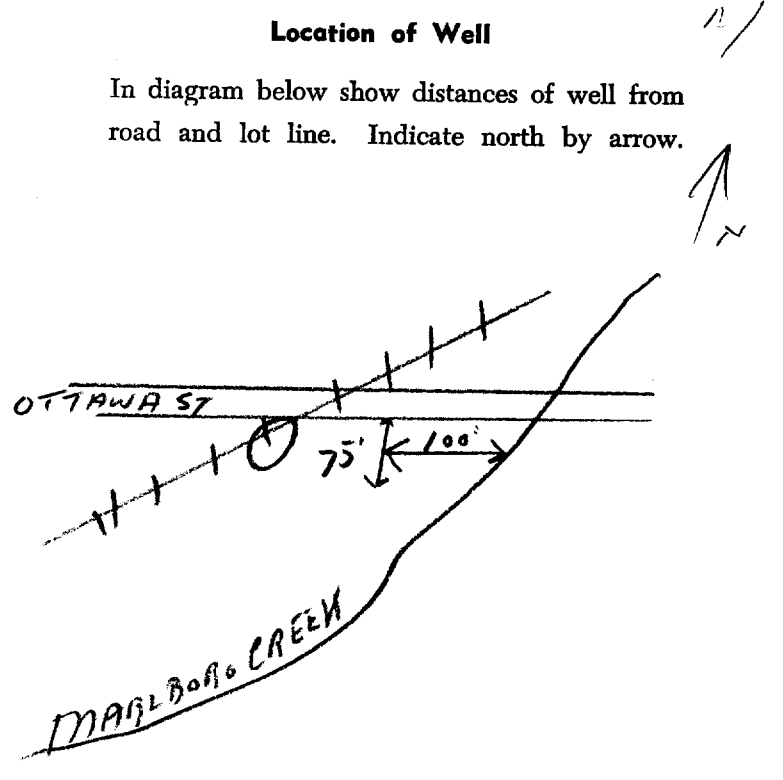 Location of Well
In diagram below show distances of well from
road and lot line. Indicate north by arrow.
N
OTTAWA ST
75'
100'
MARLBORO CREEK